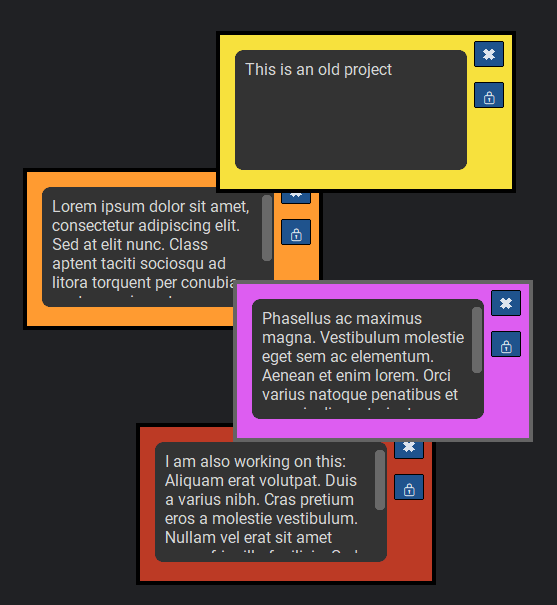 This is an old project
Lorem ipsum dolor sit amet,
consectetur adipiscing elit.
Sed at elit nunc. Class
aptent taciti sociosqu ad
litora torquent per conubia
Phasellus ac maximus
magna. Vestibulum molestie
eget sem ac elementum.
Aenean et enim lorem. Orci
varius natoque penatibus et
I am also working on this:
Aliquam erat volutpat. Duis
a varius nibh. Cras pretium
eros a molestie vestibulum.
Nullam vel erat sit amet